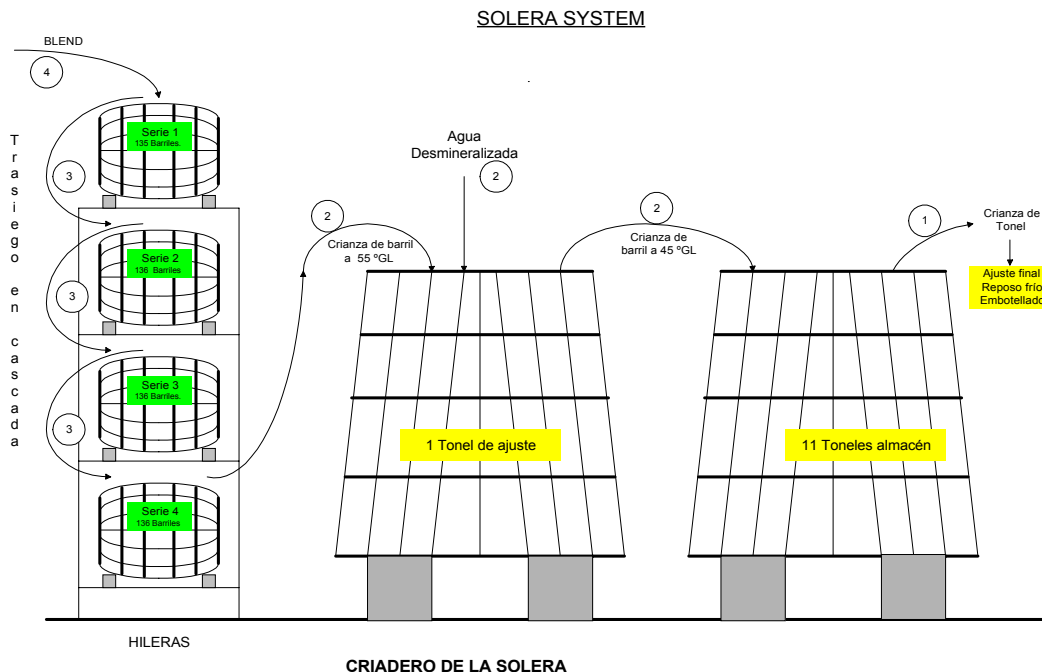 SOLERA SYSTEM
BLEND
4
Trasiego en cascada
Serie 1
135 Barriles.
3
Serie 2
136 Barriles
3
Serie 3
136 Barriles.
3
Serie 4
136 Barriles
HILERAS
2
Crianza de barril
a 55 ºGL
Agua
Desmineralizada
2
1 Tonel de ajuste
2
Crianza de
barril a 45 ºGL
11 Toneles almacén
1
Crianza de
Tonel
Ajuste final
Reposo frío
Embotellado
CRIADERO DE LA SOLERA